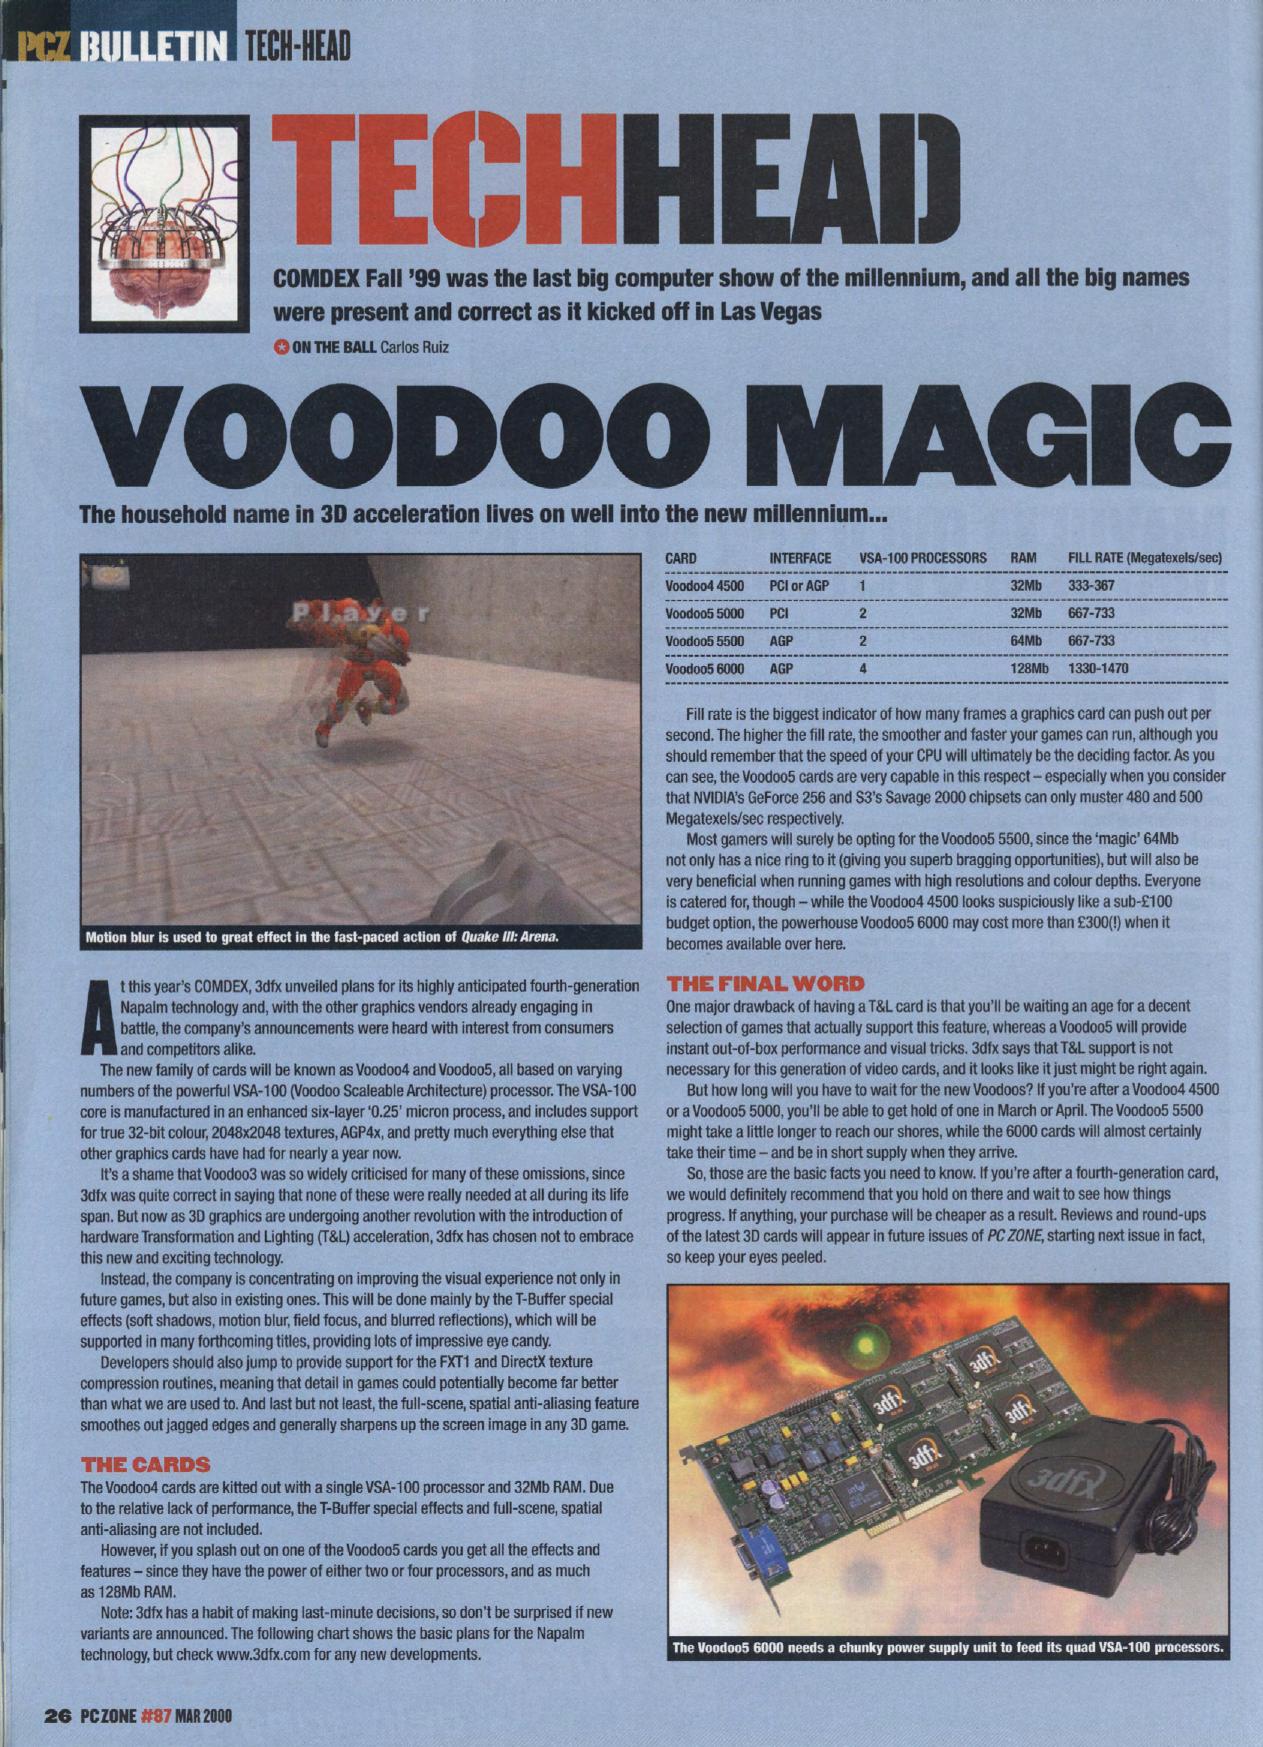 PCZ BULLETIN TECH-HEAD
TECHHEAD
COMDEX Fall '99 was the last big computer show of the millennium, and all the big names
were present and correct as it kicked off in Las Vegas
ON THE BALL Carlos Ruiz
VOODOO MAGIC
The household name in 3D acceleration lives on well into the new millennium...
Player
Motion blur is used to great effect in the fast-paced action of Quake III: Arena.
At this year's COMDEX, 3dfx unveiled plans for its highly anticipated fourth-generation
Napalm technology and, with the other graphics vendors already engaging in
battle, the company's announcements were heard with interest from consumers
and competitors alike.
The new family of cards will be known as Voodoo4 and Voodoo5, all based on varying
numbers of the powerful VSA-100 (Voodoo Scaleable Architecture) processor. The VSA-100
core is manufactured in an enhanced six-layer '0.25' micron process, and includes support
for true 32-bit colour, 2048x2048 textures, AGP4x, and pretty much everything else that
other graphics cards have had for nearly a year now.
It's a shame that Voodoo3 was so widely criticised for many of these omissions, since
3dfx was quite correct in saying that none of these were really needed at all during its life
span. But now as 3D graphics are undergoing another revolution with the introduction of
hardware Transformation and Lighting (T&L) acceleration, 3dfx has chosen not to embrace
this new and exciting technology.
Instead, the company is concentrating on improving the visual experience not only in
future games, but also in existing ones. This will be done mainly by the T-Buffer special
effects (soft shadows, motion blur, field focus, and blurred reflections), which will be
supported in many forthcoming titles, providing lots of impressive eye candy.
Developers should also jump to provide support for the FXT1 and DirectX texture
compression routines, meaning that detail in games could potentially become far better
than what we are used to. And last but not least, the full-scene, spatial anti-aliasing feature
smoothes out jagged edges and generally sharpens up the screen image in any 3D game.
THE CARDS
The Voodoo4 cards are kitted out with a single VSA-100 processor and 32Mb RAM. Due
to the relative lack of performance, the T-Buffer special effects and full-scene, spatial
anti-aliasing are not included.
However, if you splash out on one of the Voodoo5 cards you get all the effects and
features – since they have the power of either two or four processors, and as much
as 128Mb RAM.
Note: 3dfx has a habit of making last-minute decisions, so don't be surprised if new
variants are announced. The following chart shows the basic plans for the Napalm
technology, but check www.3dfx.com for any new developments.
CARD INTERFACE VSA-100 PROCESSORS RAM FILL RATE (Megatexels/sec)
Voodoo4 4500 PCI or AGP 1 32Mb 333-367
Voodoo5 5000 PCI 2 32Mb 667-733
Voodoo5 5500 AGP 2 64Mb 667-733
Voodoo5 6000 AGP 4 128Mb 1330-1470
Fill rate is the biggest indicator of how many frames a graphics card can push out per
second. The higher the fill rate, the smoother and faster your games can run, although you
should remember that the speed of your CPU will ultimately be the deciding factor. As you
can see, the Voodoo5 cards are very capable in this respect – especially when you consider
that NVIDIA's GeForce 256 and S3's Savage 2000 chipsets can only muster 480 and 500
Megatexels/sec respectively.
Most gamers will surely be opting for the Voodoo5 5500, since the 'magic' 64Mb
not only has a nice ring to it (giving you superb bragging opportunities), but will also be
very beneficial when running games with high resolutions and colour depths. Everyone
is catered for, though – while the Voodoo4 4500 looks suspiciously like a sub-£100
budget option, the powerhouse Voodoo5 6000 may cost more than £300(!) when it
becomes available over here.
THE FINAL WORD
One major drawback of having a T&L card is that you'll be waiting an age for a decent
selection of games that actually support this feature, whereas a Voodoo5 will provide
instant out-of-box performance and visual tricks. 3dfx says that T&L support is not
necessary for this generation of video cards, and it looks like it just might be right again.
But how long will you have to wait for the new Voodoos? If you're after a Voodoo4 4500
or a Voodoo5 5000, you'll be able to get hold of one in March or April. The Voodoo5 5500
might take a little longer to reach our shores, while the 6000 cards will almost certainly
take their time – and be in short supply when they arrive.
So, those are the basic facts you need to know. If you're after a fourth-generation card,
we would definitely recommend that you hold on there and wait to see how things
progress. If anything, your purchase will be cheaper as a result. Reviews and round-ups
of the latest 3D cards will appear in future issues of PC ZONE, starting next issue in fact,
so keep your eyes peeled.
3dfx
3dfx
3dfx
3dfx
intel
3dfx
The Voodoo5 6000 needs a chunky power supply unit to feed its quad VSA-100 processors.
26 PCZONE #87 MAR 2000